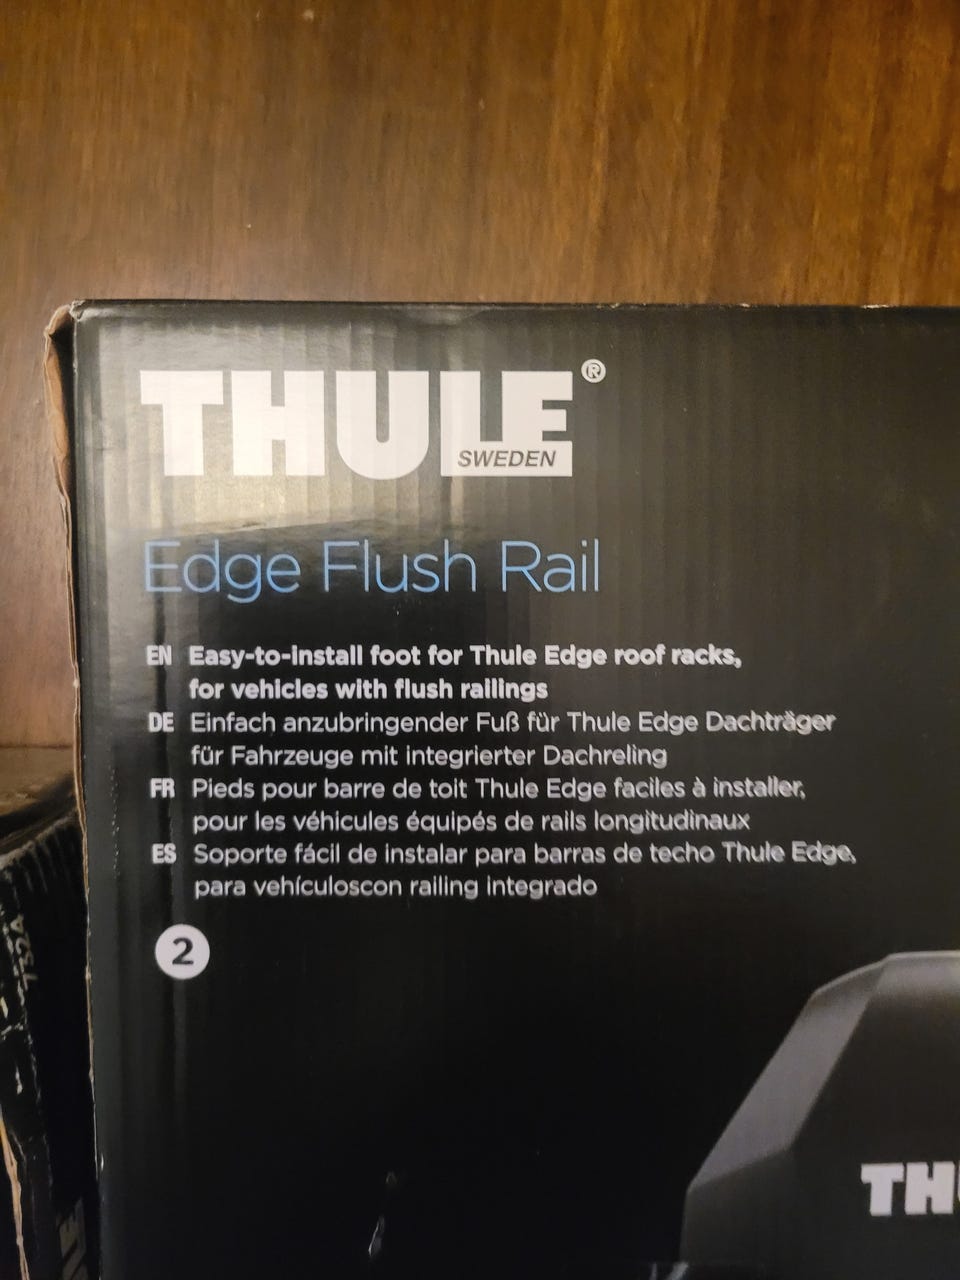 THULE®
SWEDEN
Edge Flush Rail
EN Easy-to-install foot for Thule Edge roof racks,
for vehicles with flush railings
DE Einfach anzubringender Fuß für Thule Edge Dachträger
für Fahrzeuge mit integrierter Dachreling
FR Pieds pour barre de toit Thule Edge faciles à installer,
pour les véhicules équipés de rails longitudinaux
ES Soporte fácil de instalar para barras de techo Thule Edge,
para vehículoscon railing integrado
2
TH